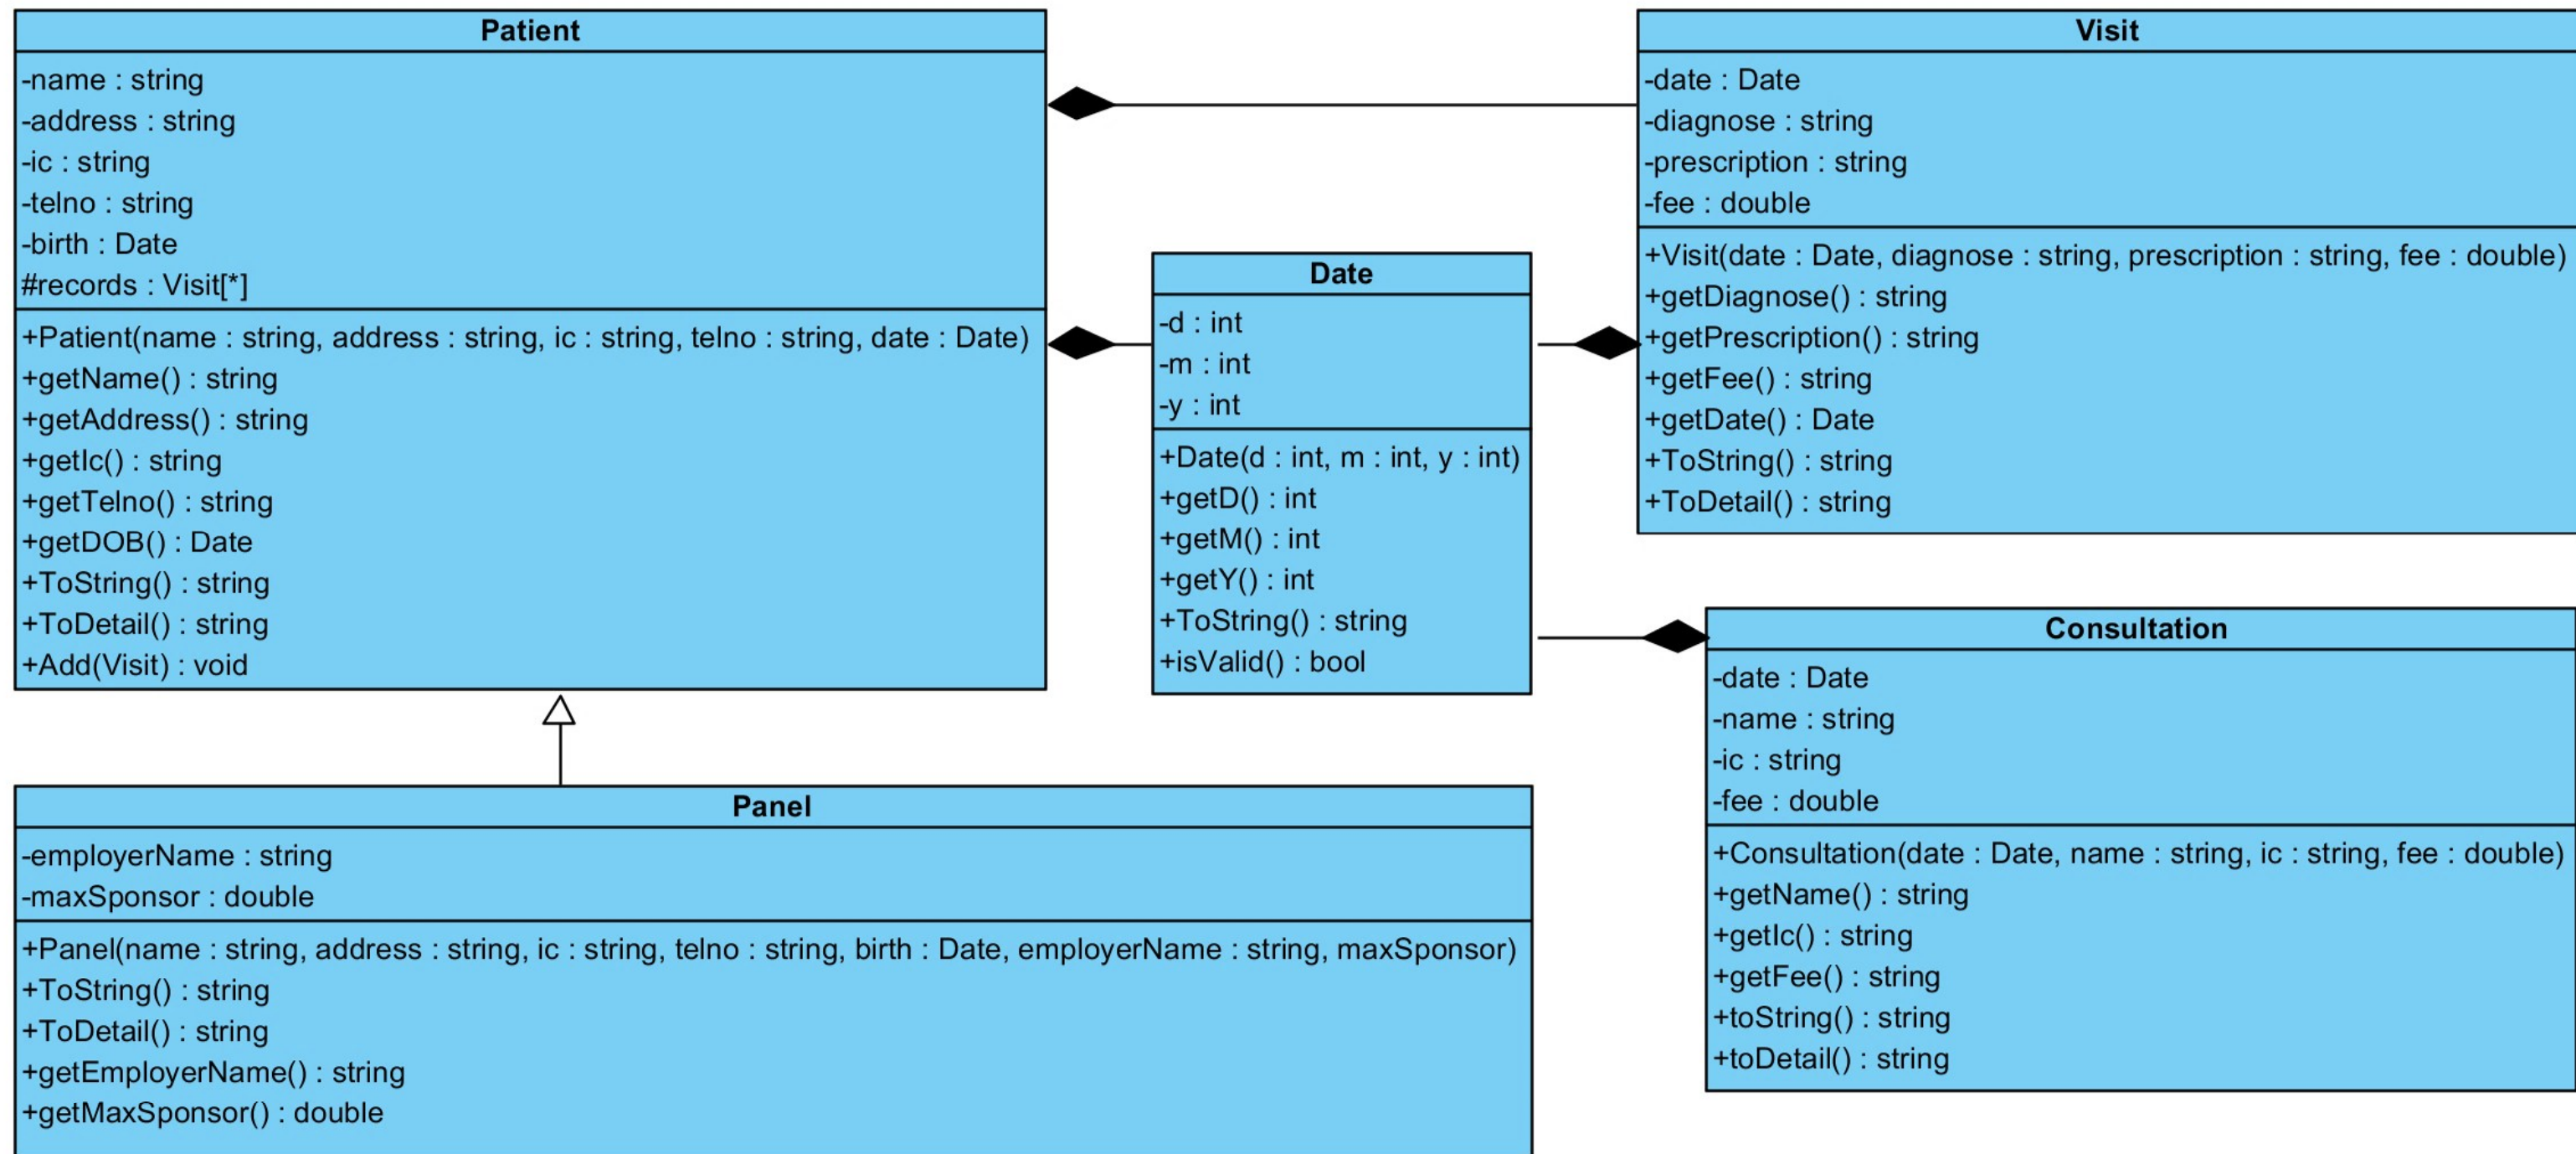 Patient
-name : string
-address : string
-ic : string
-telno : string
-birth : Date
#records : Visit[*]
+Patient(name : string, address : string, ic : string, telno : string, date : Date)
+getName() : string
+getAddress() : string
+getIc() : string
+getTelno() : string
+getDOB() : Date
+ToString() : string
+ToDetail() : string
+Add(Visit) : void
Visit
-date : Date
-diagnose : string
-prescription : string
-fee : double
+Visit(date : Date, diagnose : string, prescription : string, fee : double)
+getDiagnose() : string
+getPrescription() : string
+getFee() : string
+getDate() : Date
+ToString() : string
+ToDetail() : string
Date
-d : int
-m : int
-y : int
+Date(d : int, m : int, y : int)
+getD() : int
+getM() : int
+getY() : int
+ToString() : string
+isValid() : bool
Consultation
-date : Date
-name : string
-ic : string
-fee : double
+Consultation(date : Date, name : string, ic : string, fee : double)
+getName() : string
+getIc() : string
+getFee() : string
+toString() : string
+toDetail() : string
Panel
-employerName : string
-maxSponsor : double
+Panel(name : string, address : string, ic : string, telno : string, birth : Date, employerName : string, maxSponsor)
+ToString() : string
+ToDetail() : string
+getEmployerName() : string
+getMaxSponsor() : double